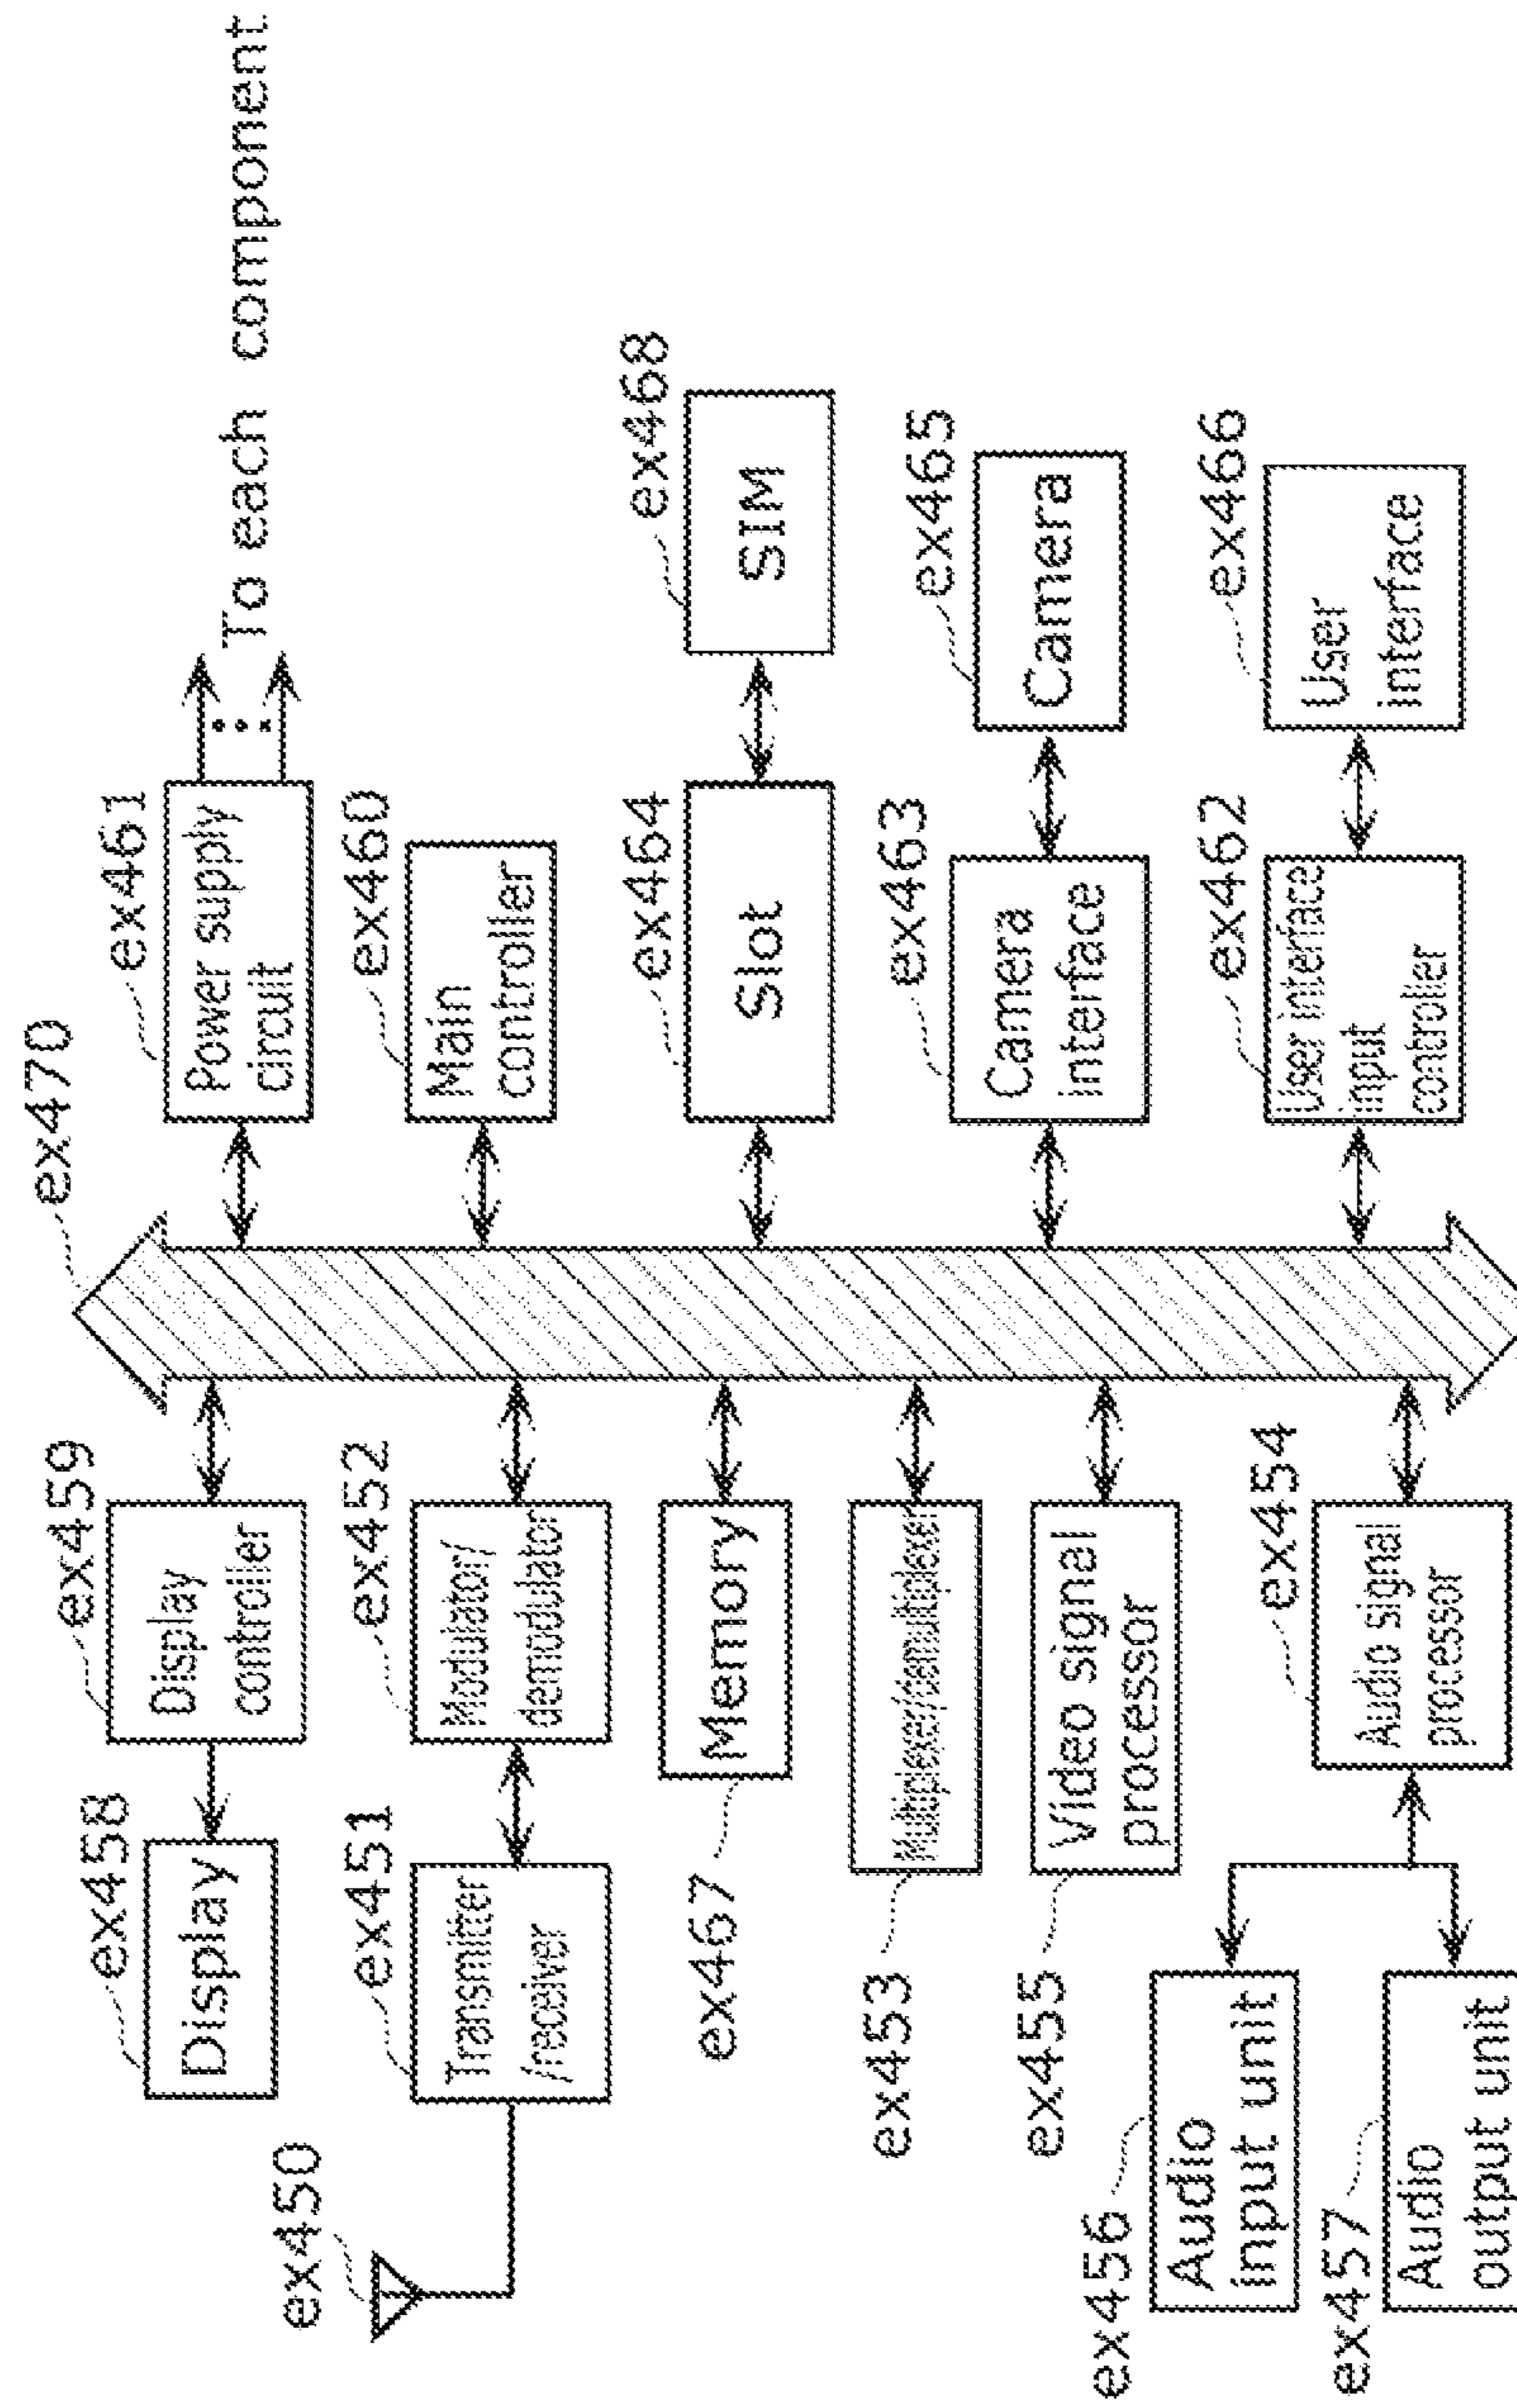 ex470
ex458
Display
ex459
Display
controller
ex461
Power supply
circuit
To each component
ex450
ex451
Transmitter
/receiver
ex452
Modulator/
demodulator
ex460
Main
controller
ex467
Memory
ex464
Slot
ex468
SIM
ex453
Multiplexer/demultiplexer
ex455
Video signal
processor
ex463
Camera
interface
ex465
Camera
ex456
Audio
input unit
ex457
Audio
output unit
ex454
Audio signal
processor
ex462
User interface
input
controller
ex466
User
interface